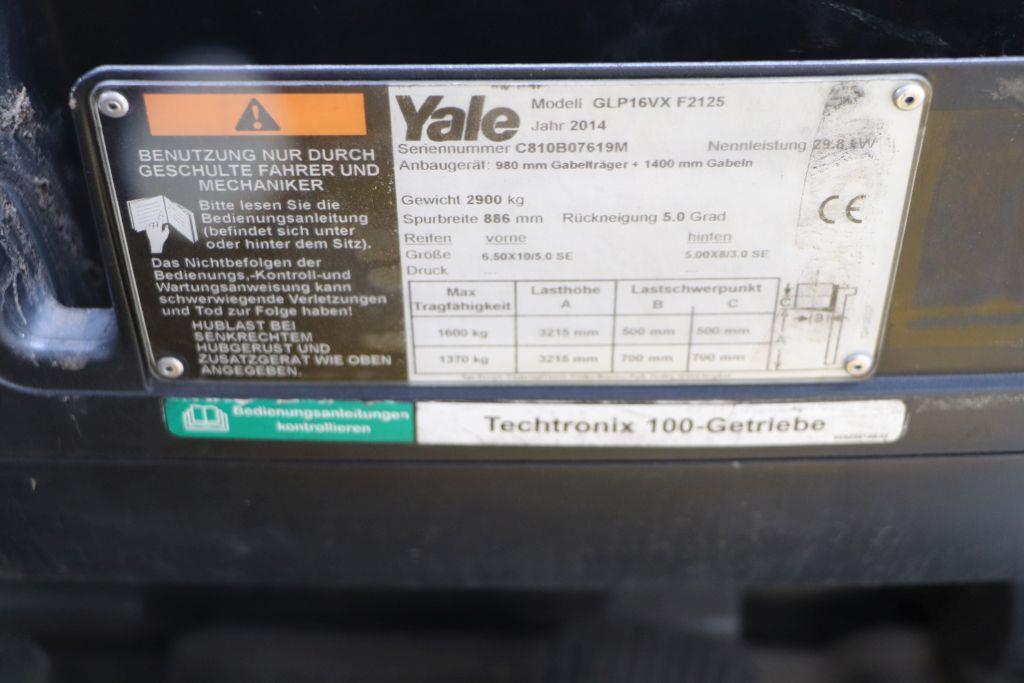 BENUTZUNG NUR DURCH
GESCHULTE FAHRER UND
MECHANIKER
Bitte lesen Sie die
Bedienungsanleitung
(befindet sich unter
oder hinter dem Sitz).
Das Nichtbefolgen der
Bedienungs,-Kontroll-und
Wartungsanweisung kann
schwerwiegende Verletzungen
und Tod zur Folge haben!
HUBLAST BEI
SENKRECHTEM
HUBGERUST UND
ZUSATZGERAT WIE OBEN
ANGEGEBEN.
Yale
Modell GLP16VX F2125
Jahr 2014
Seriennummer C810B07619M Nennleistung 29.8 kW
Anbaugerät: 980 mm Gabelträger + 1400 mm Gabeln
Gewicht 2900 kg
Spurbreite 886 mm Rückneigung 5.0 Grad
CE
Reifen vorne hinten
Größe 6.50X10/5.0 SE 5.00X8/3.0 SE
Druck ---- ----
Max Tragfähigkeit Lasthöhe A Lastschwerpunkt B C
1600 kg 3215 mm 500 mm 500 mm
1370 kg 3215 mm 700 mm 700 mm
C
B
A
Bedienungsanleitungen
kontrollieren
Techtronix 100-Getriebe